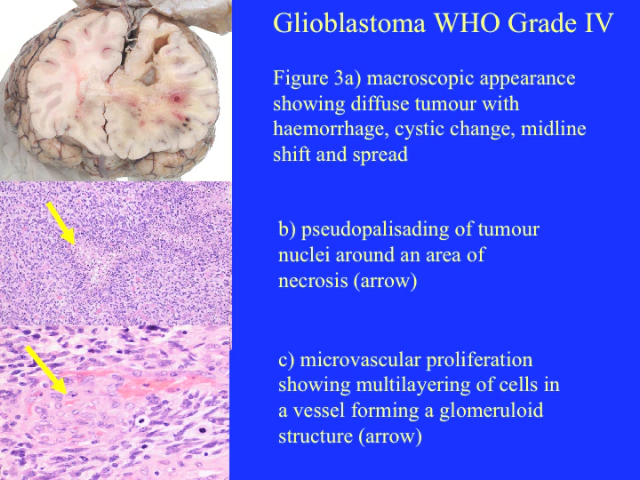 Glioblastoma WHO Grade IV
Figure 3a) macroscopic appearance
showing diffuse tumour with
haemorrhage, cystic change, midline
shift and spread
b) pseudopalisading of tumour
nuclei around an area of
necrosis (arrow)
c) microvascular proliferation
showing multilayering of cells in
a vessel forming a glomeruloid
structure (arrow)